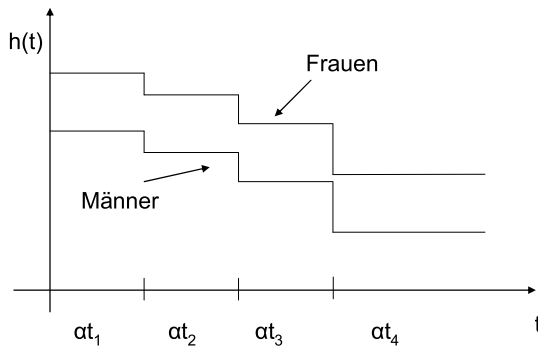 h(t)
Frauen
Männer
t
αt₁ αt₂ αt₃ αt₄